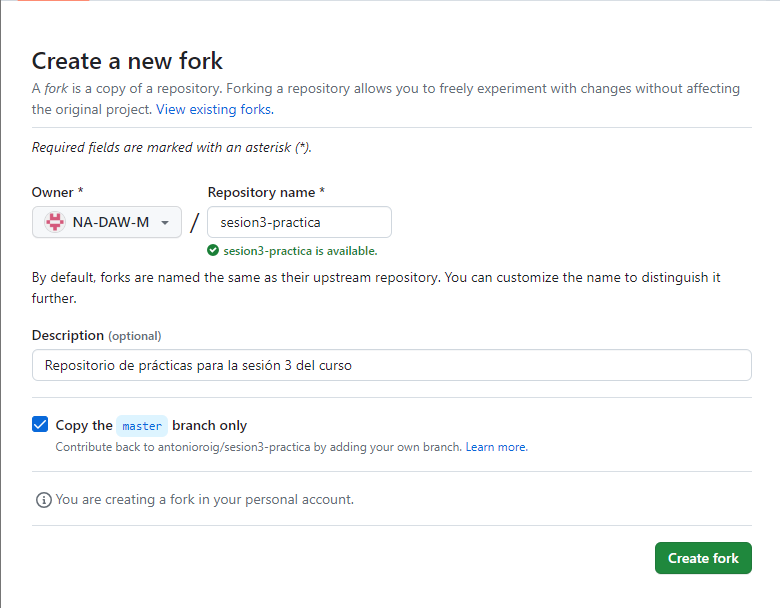 Create a new fork
A fork is a copy of a repository. Forking a repository allows you to freely experiment with changes without affecting
the original project. View existing forks.
Required fields are marked with an asterisk (*).
Owner * Repository name *
NA-DAW-M / sesion3-practica
sesion3-practica is available.
By default, forks are named the same as their upstream repository. You can customize the name to distinguish it
further.
Description (optional)
Repositorio de prácticas para la sesión 3 del curso
Copy the master branch only
Contribute back to antonioroig/sesion3-practica by adding your own branch. Learn more.
You are creating a fork in your personal account.
Create fork